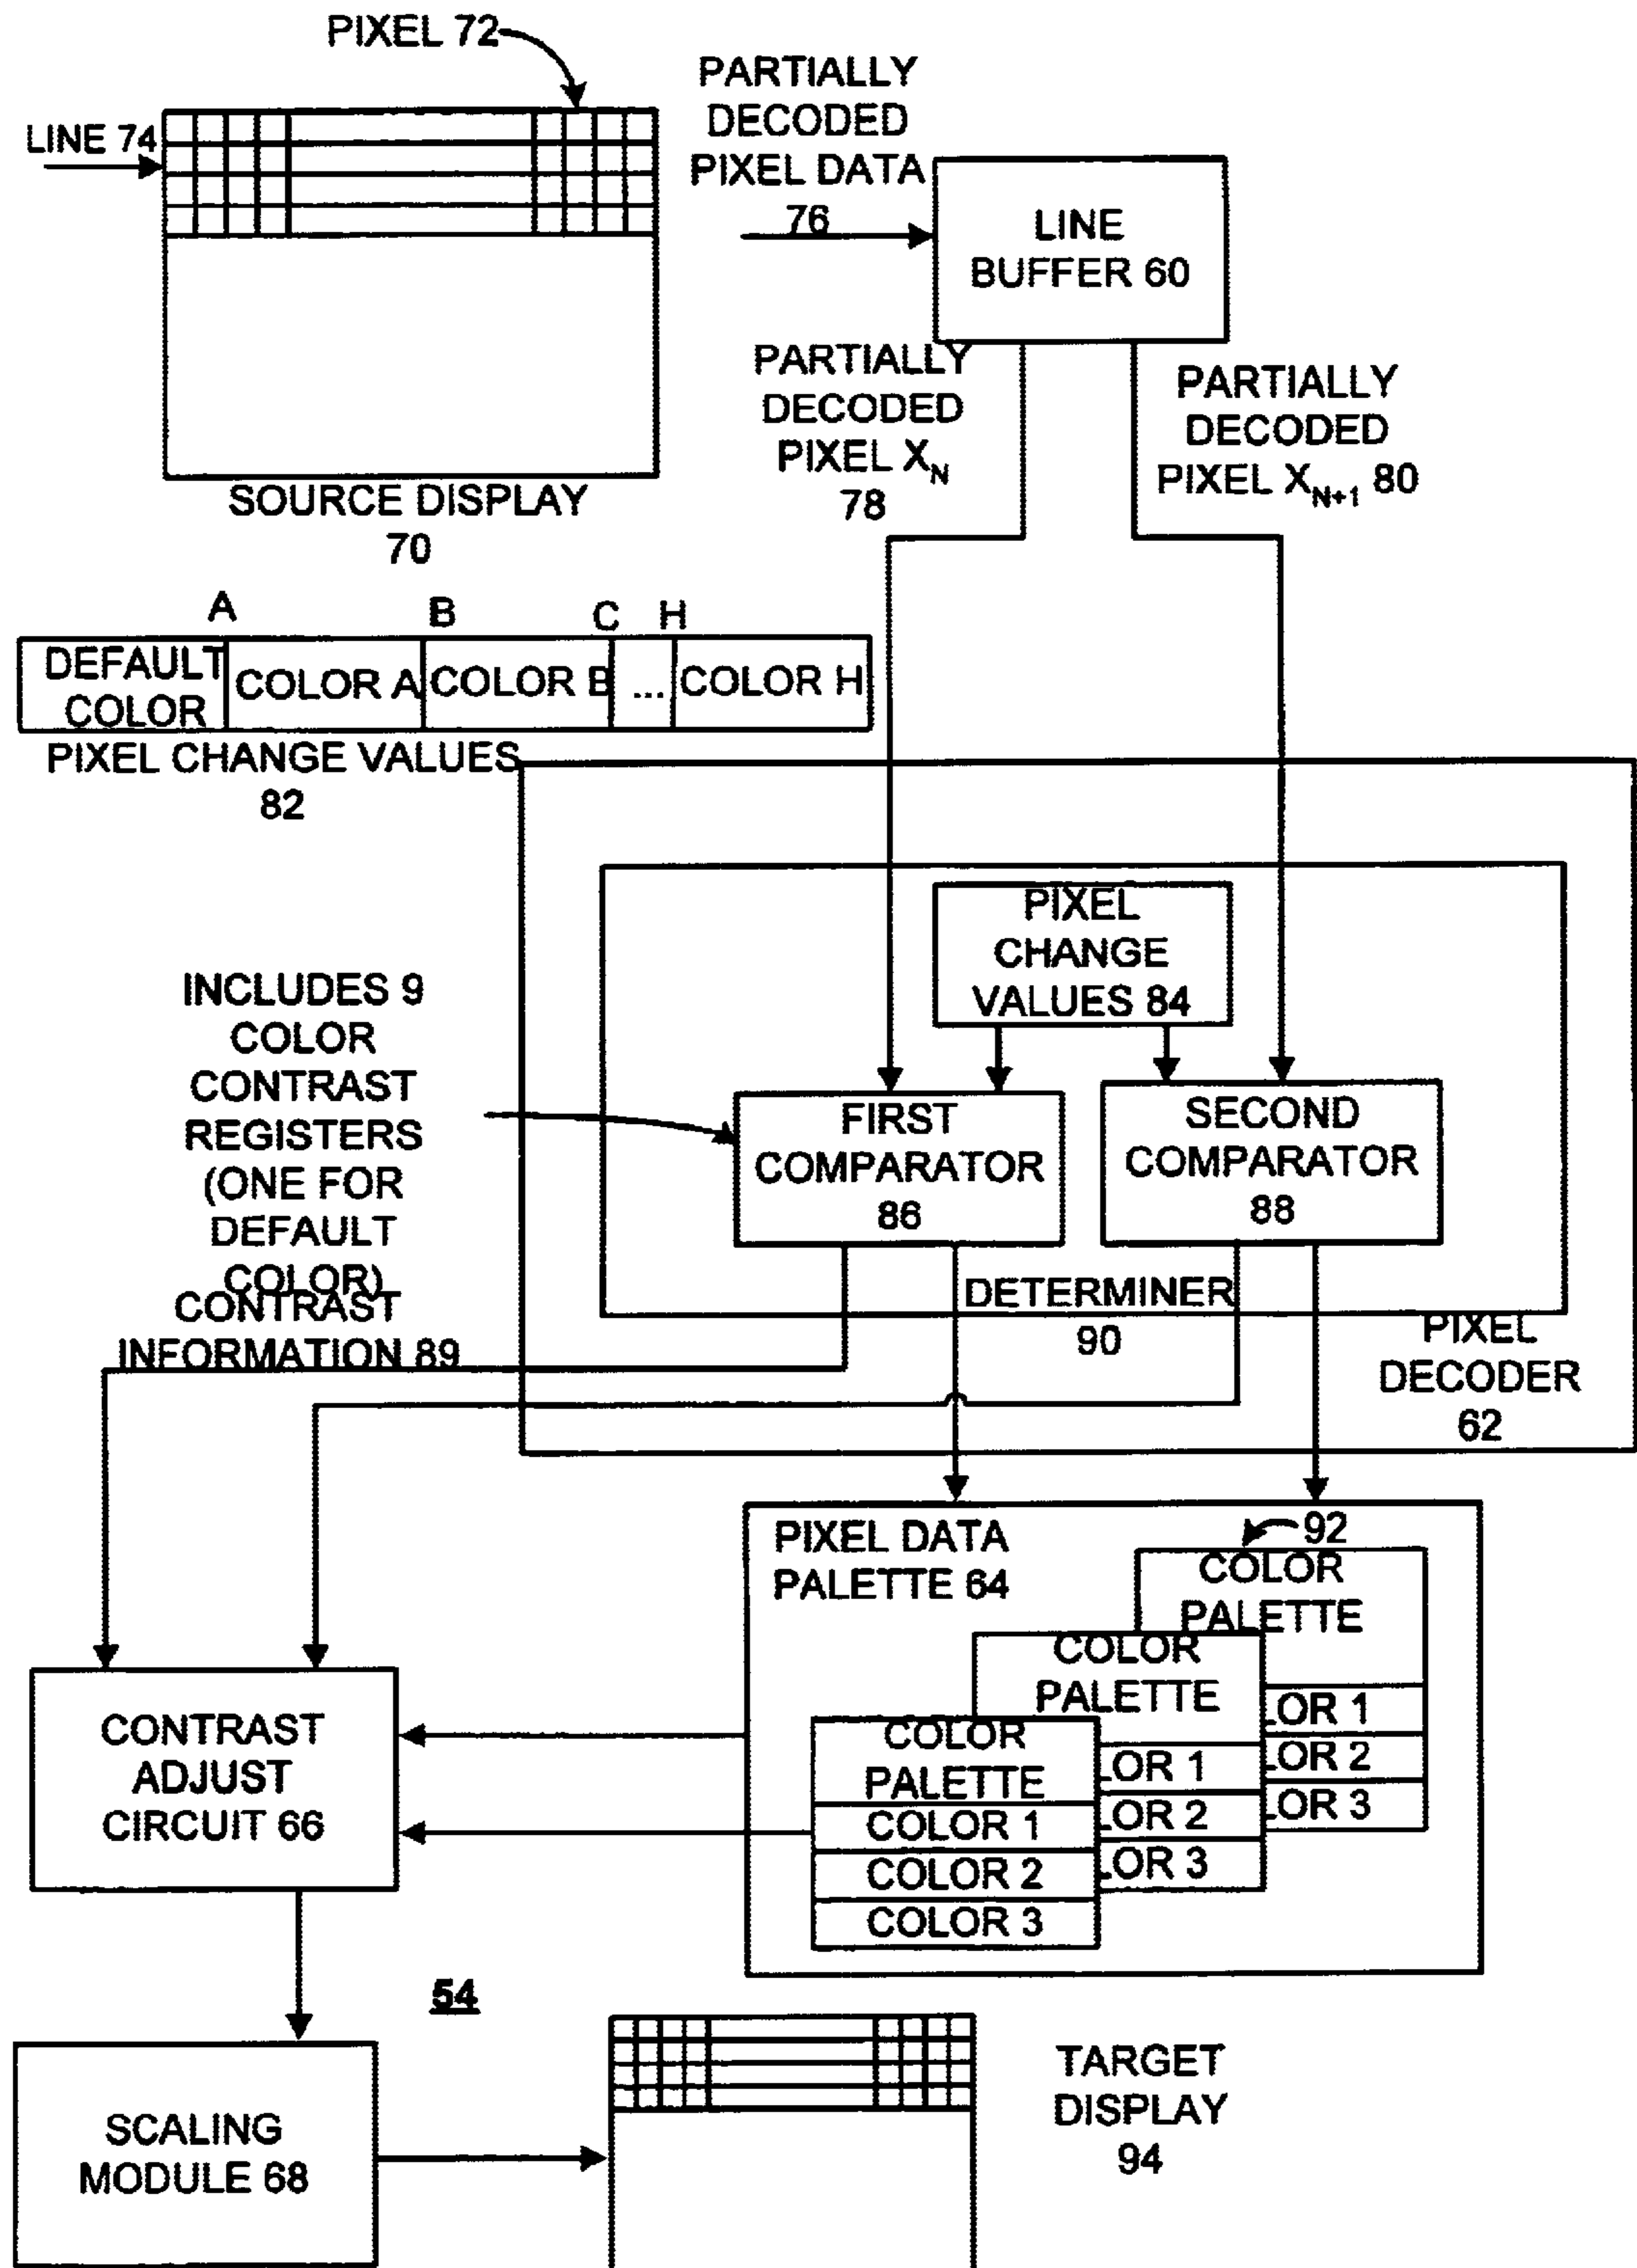 PIXEL 72
LINE 74
SOURCE DISPLAY
70
PARTIALLY
DECODED
PIXEL DATA
76
LINE
BUFFER 60
PARTIALLY
DECODED
PIXEL X_N
78
PARTIALLY
DECODED
PIXEL X_N+1 80
A B C H
DEFAULT
COLOR
COLOR A
COLOR B
...
COLOR H
PIXEL CHANGE VALUES
82
PIXEL
CHANGE
VALUES 84
INCLUDES 9
COLOR
CONTRAST
REGISTERS
(ONE FOR
DEFAULT
COLOR)
FIRST
COMPARATOR
86
SECOND
COMPARATOR
88
CONTRAST
INFORMATION 89
DETERMINER
90
PIXEL
DECODER
62
PIXEL DATA
PALETTE 64
92
COLOR
PALETTE
LOR 1
LOR 2
LOR 3
COLOR
PALETTE
LOR 1
LOR 2
LOR 3
COLOR
PALETTE
COLOR 1
COLOR 2
COLOR 3
CONTRAST
ADJUST
CIRCUIT 66
54
SCALING
MODULE 68
TARGET
DISPLAY
94